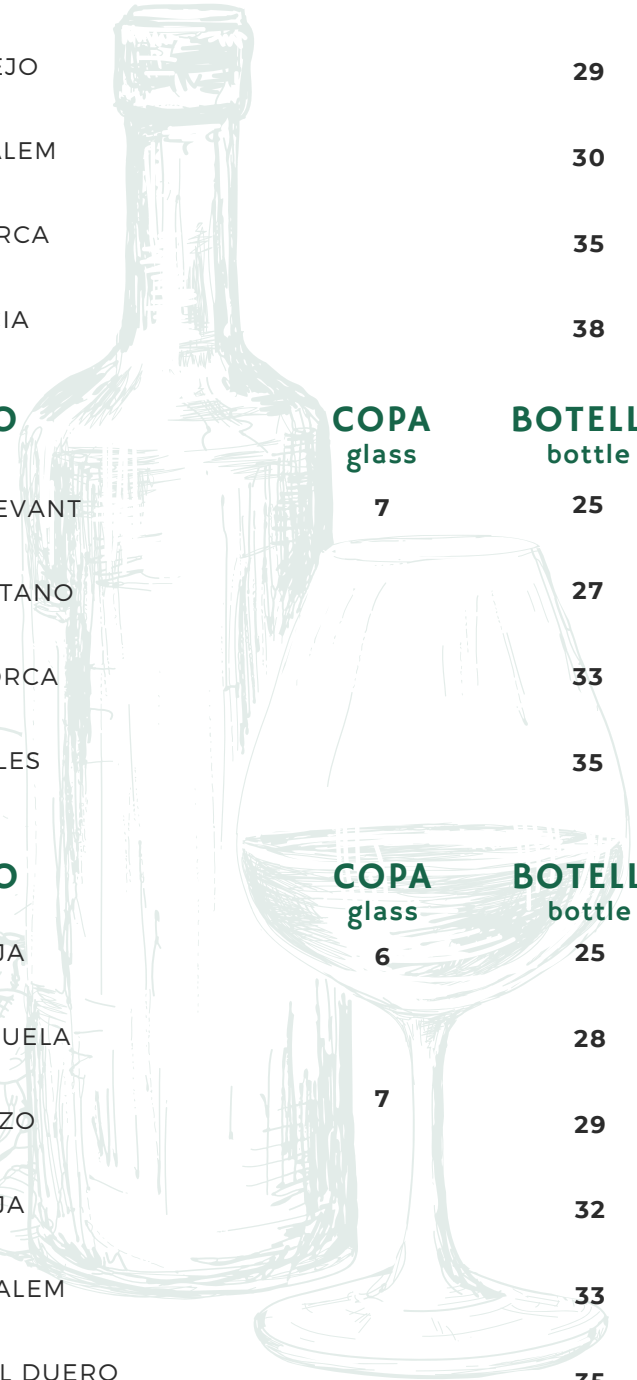 EJO 29
ALEM 30
RCA 35
IA 38
O COPA BOTELL
glass bottle
EVANT 7 25
TANO 27
ORCA 33
LES 35
O COPA BOTELL
glass bottle
JA 6 25
UELA 28
7
ZO 29
JA 32
ALEM 33
L DUERO 35